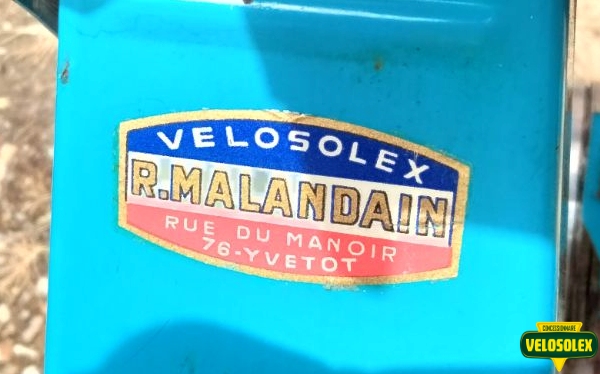 VELOSOLEX
R.MALANDAIN
RUE DU MANOIR
76-YVETOT
CONCESSIONNAIRE
VELOSOLEX